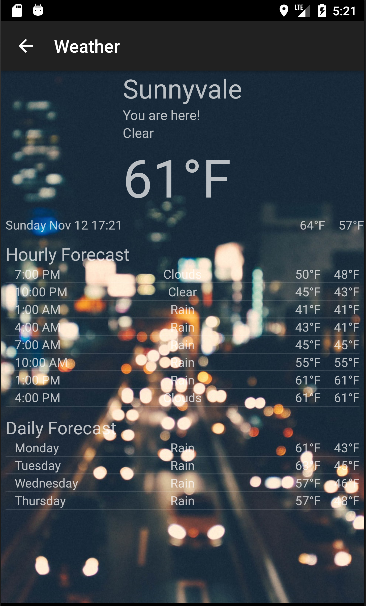 LTE 5:21
Weather
Sunnyvale
You are here!
Clear
61°F
Sunday Nov 12 17:21 64°F 57°F
Hourly Forecast
7:00 PM Clouds 50°F 48°F
10:00 PM Clear 45°F 43°F
1:00 AM Rain 41°F 41°F
4:00 AM Rain 43°F 41°F
7:00 AM Rain 45°F 45°F
10:00 AM Rain 55°F 55°F
1:00 PM Rain 61°F 61°F
4:00 PM Clouds 61°F 61°F
Daily Forecast
Monday Rain 61°F 43°F
Tuesday Rain 45°F
Wednesday Rain 57°F 46°F
Thursday Rain 57°F